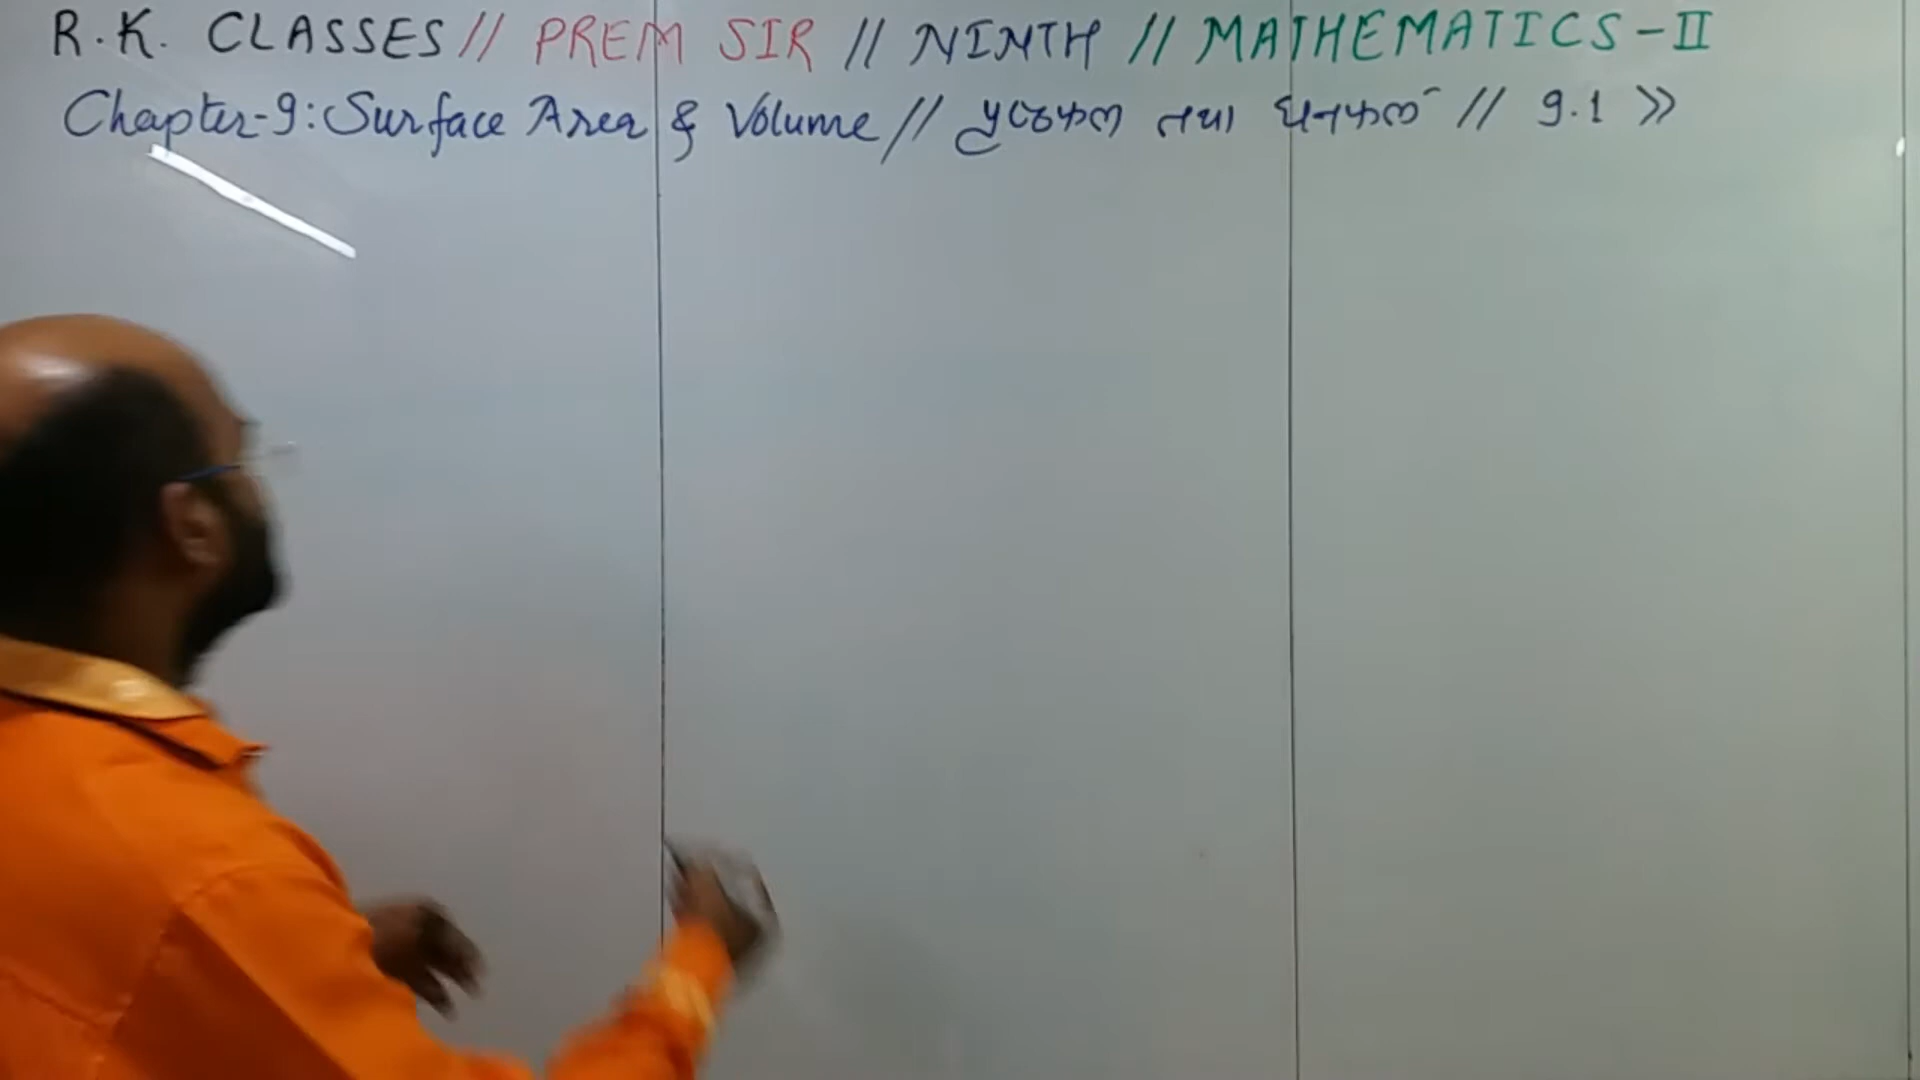 R.K. CLASSES // PREM SIR // NINTH // MATHEMATICS-II
Chapter-9: Surface Area & Volume // पृष्ठफल तथा घनफल // 9.1 >>